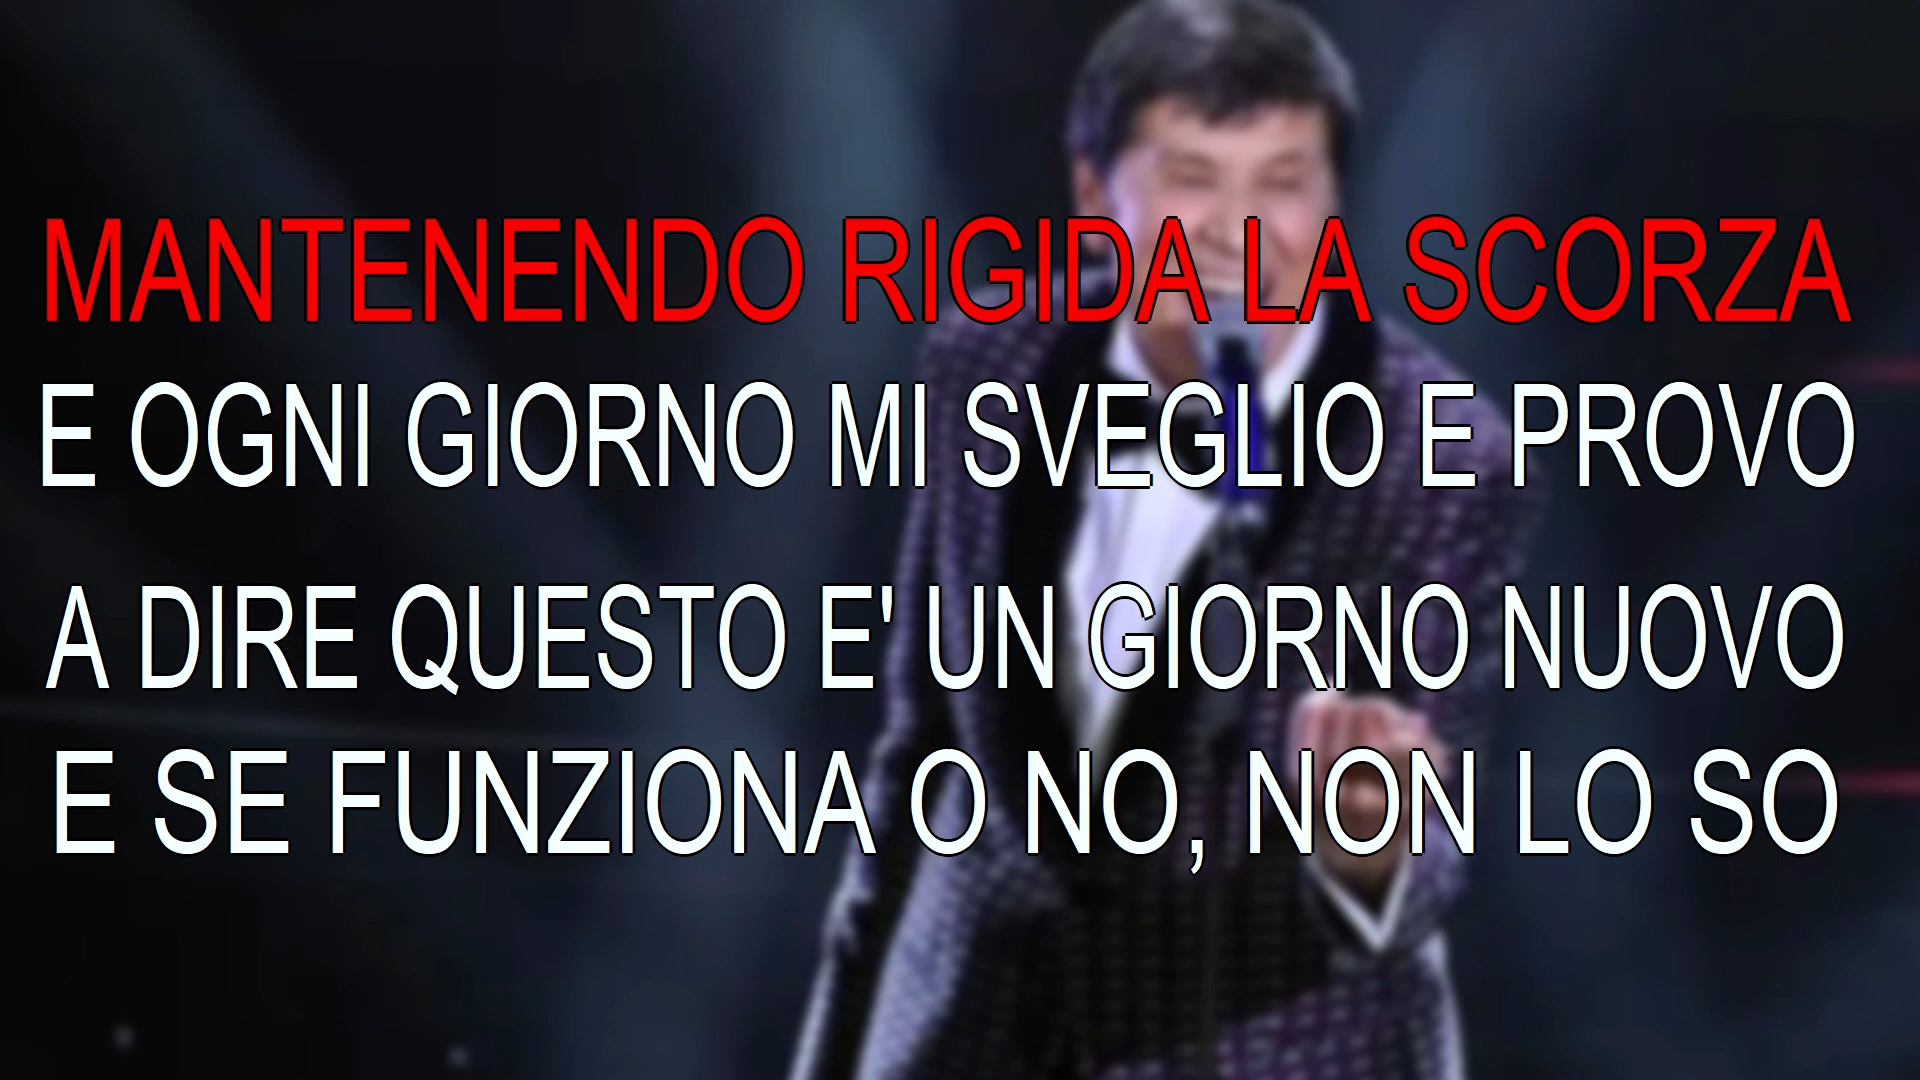 MANTENENDO RIGIDA LA SCORZA
E OGNI GIORNO MI SVEGLIO E PROVO
A DIRE QUESTO E' UN GIORNO NUOVO
E SE FUNZIONA O NO, NON LO SO